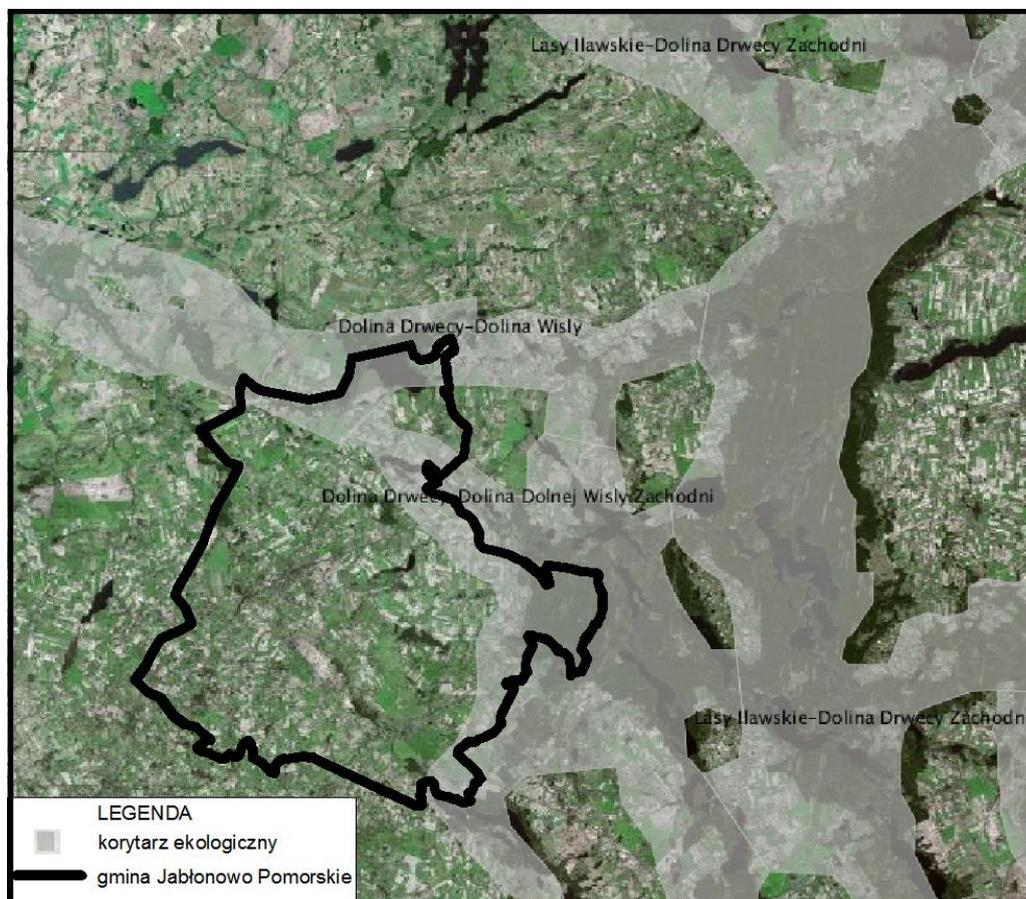 Lasy Ilawskie-Dolina Drwecy Zachodni
Dolina Drwecy-Dolina Wisly
Dolina Drwecy-Dolina Dolnej Wisly Zachodni
Lasy Ilawskie-Dolina Drwecy Zachodn
LEGENDA
korytarz ekologiczny
gmina Jabłonowo Pomorskie